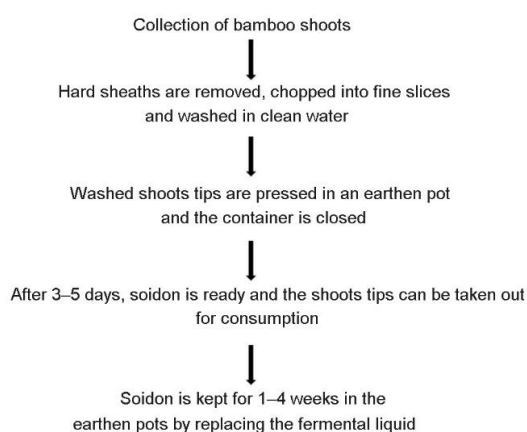 Collection of bamboo shoots
Hard sheaths are removed, chopped into fine slices
and washed in clean water
Washed shoots tips are pressed in an earthen pot
and the container is closed
After 3–5 days, soidon is ready and the shoots tips can be taken out
for consumption
Soidon is kept for 1–4 weeks in the
earthen pots by replacing the fermental liquid